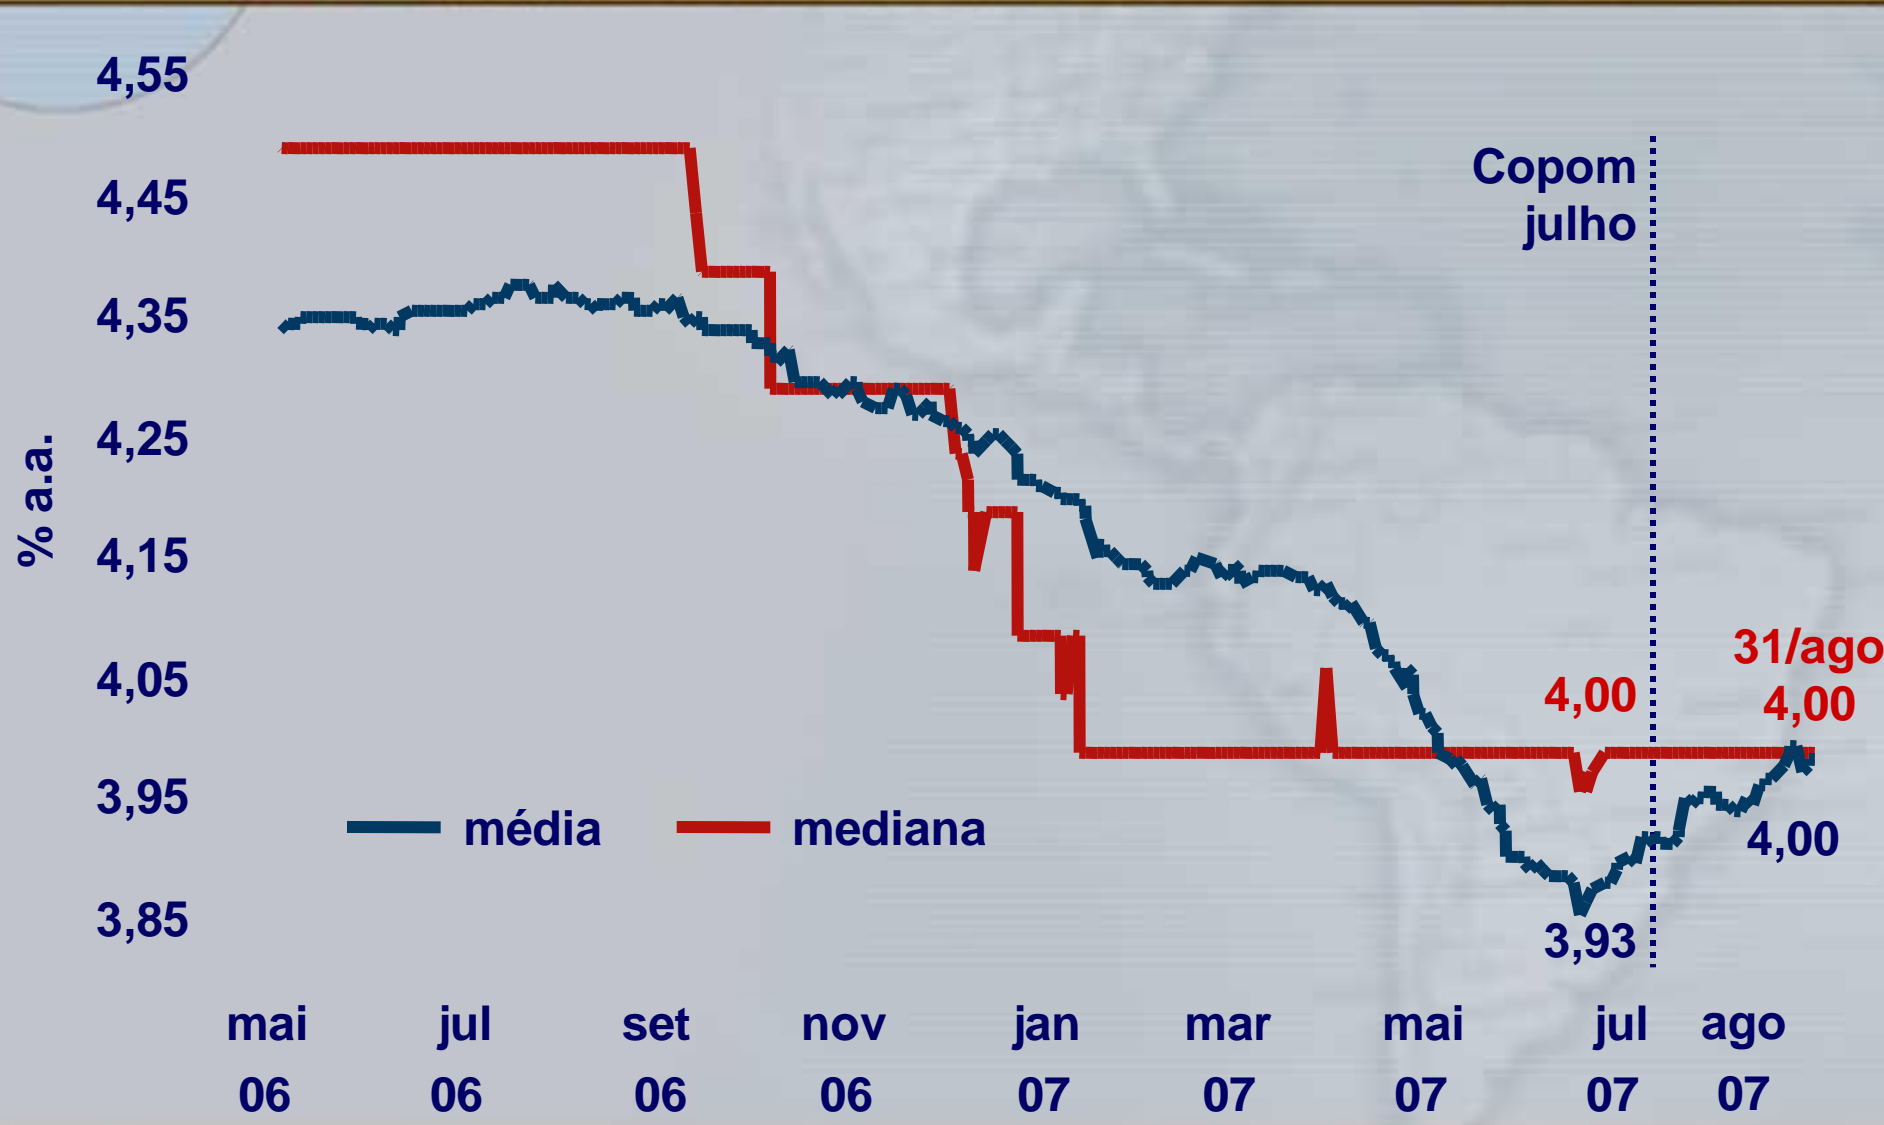 4,55
4,45
4,35
4,25
4,15
4,05
3,95
3,85
% a.a.
Copom
julho
31/ago
4,00
4,00
4,00
3,93
média
mediana
mai jul set nov jan mar mai jul ago
06 06 06 06 07 07 07 07 07